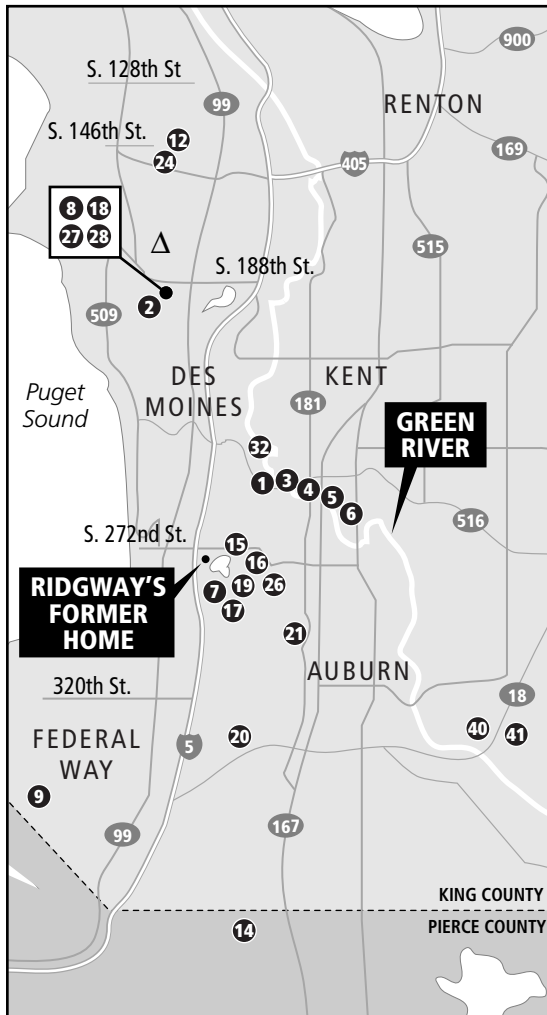 900
S. 128th St
99
RENTON
S. 146th St.
12
24
405
169
8 18
27 28
Δ
S. 188th St.
515
2
509
DES
MOINES
KENT
Puget
Sound
181
GREEN
RIVER
32
1
3
4
5
6
516
S. 272nd St.
15
16
RIDGWAY'S
FORMER
HOME
7
19
26
17
21
AUBURN
320th St.
18
FEDERAL
WAY
5
20
40
41
9
99
167
KING COUNTY
PIERCE COUNTY
14